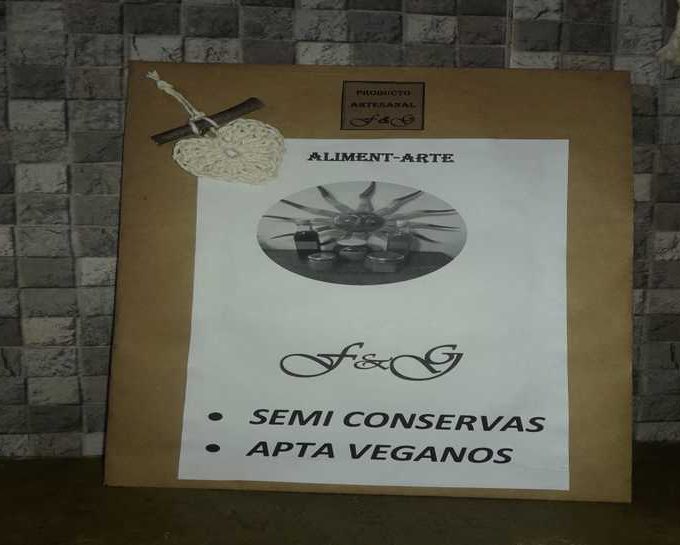 PRODUCTO
ARTESANAL
F&G
ALIMENT-ARTE
F&G
• SEMI CONSERVAS
• APTA VEGANOS